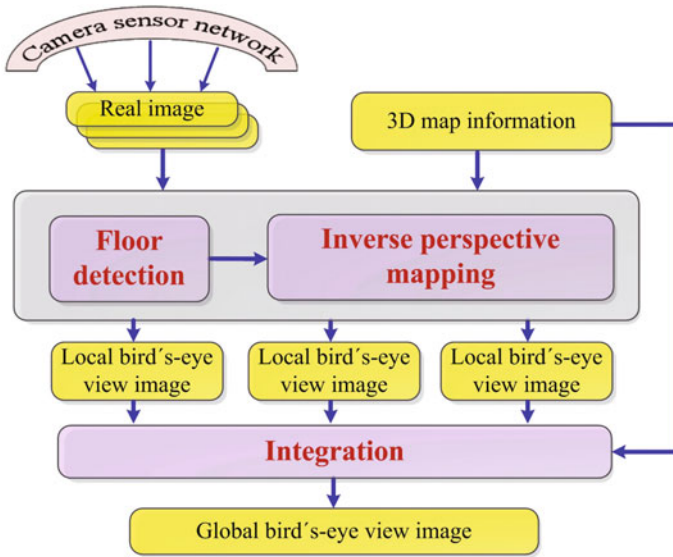 Camera sensor network
Real image
3D map information
Floor
detection
Inverse perspective
mapping
Local bird´s-eye
view image
Local bird´s-eye
view image
Local bird´s-eye
view image
Integration
Global bird´s-eye view image